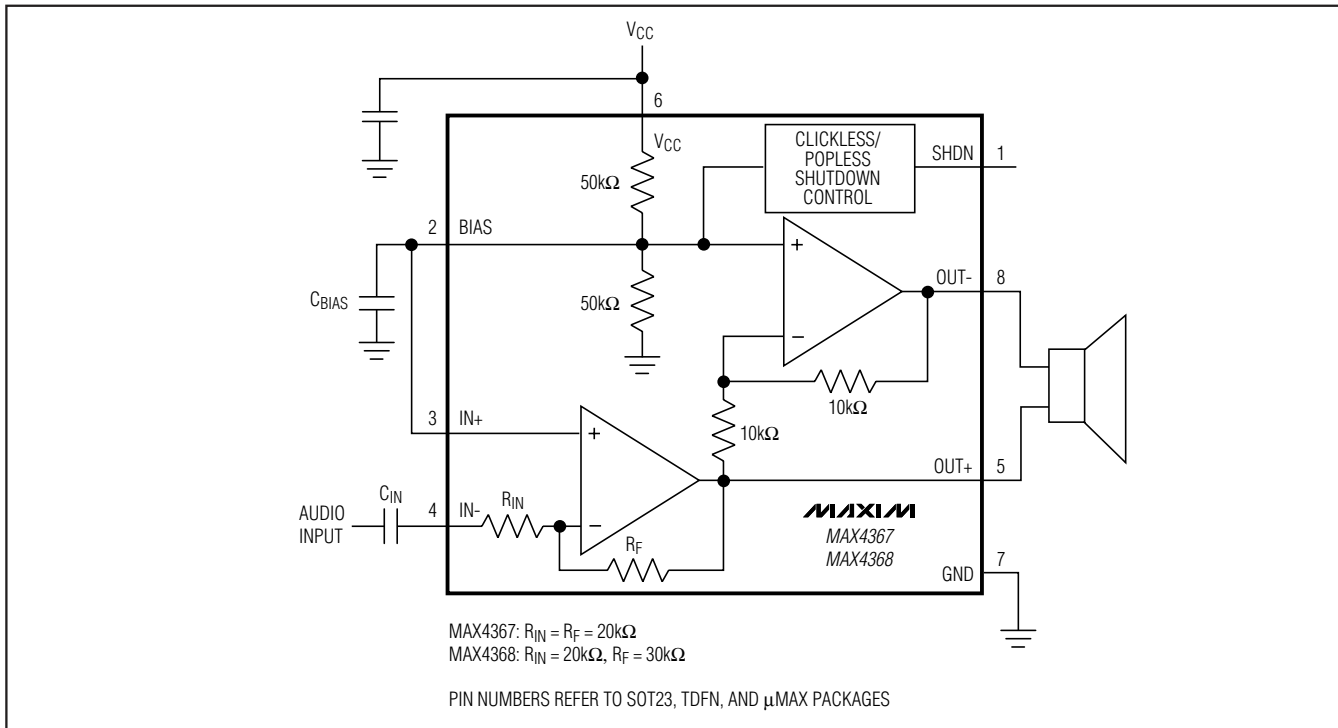 VCC
6
VCC
CLICKLESS/
POPLESS
SHUTDOWN
CONTROL
SHDN 1
50kΩ
2 BIAS
+
OUT- 8
CBIAS
50kΩ
−
10kΩ
3 IN+
+
10kΩ
OUT+ 5
CIN
RIN
AUDIO
INPUT
4 IN-
−
MAXIM
RF
MAX4367
MAX4368
GND 7
MAX4367: RIN = RF = 20kΩ
MAX4368: RIN = 20kΩ, RF = 30kΩ
PIN NUMBERS REFER TO SOT23, TDFN, AND μMAX PACKAGES